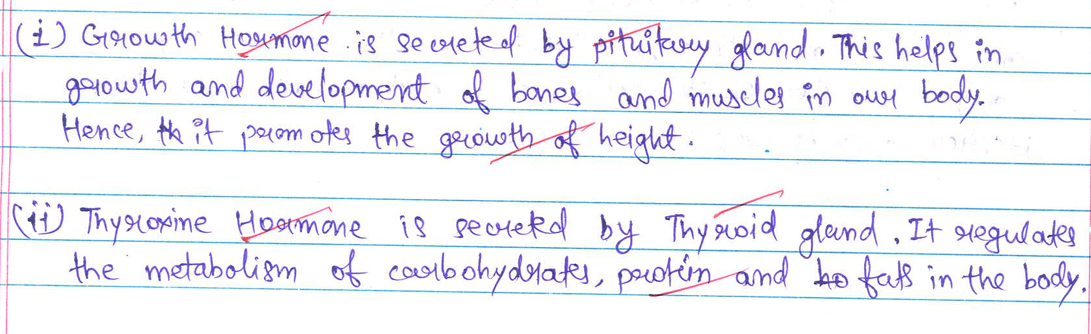 (i) Growth Hormone is secreted by pituitary gland. This helps in
growth and development of bones and muscles in our body.
Hence, th it promotes the growth of height.
(ii) Thyroxine Hormone is secreted by Thyroid gland. It regulates
the metabolism of carbohydrates, protein and ho fats in the body.